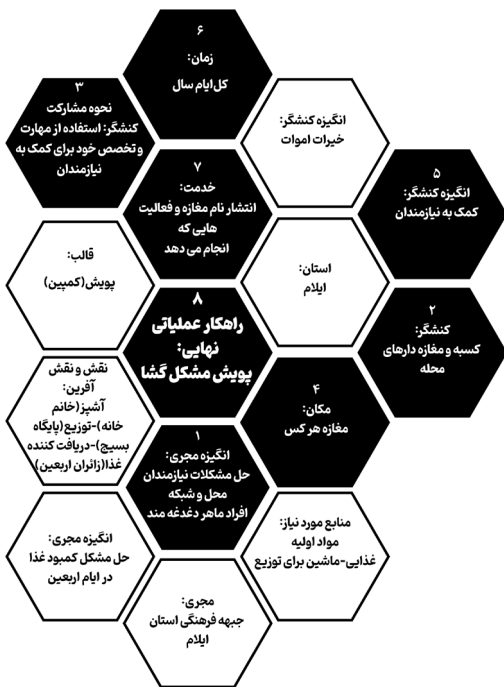 ۶
زمان:
کل ایام سال
۳
نحوه مشارکت
کنشگر: استفاده از مهارت
و تخصص خود برای کمک به
نیازمندان
انگیزه کنشگر:
خیرات اموات
۷
خدمت:
انتشار نام مغازه و فعالیت
هایی که
انجام می دهد
۵
انگیزه کنشگر:
کمک به نیازمندان
قالب:
پویش(کمپین)
استان:
ایلام
۸
راهکار عملیاتی
نهایی:
پویش مشکل گشا
۲
کنشگر:
کسبه و مغازه دارهای
محله
نقش و نقش
آفرین:
آشپز (خانم
خانه)-توزیع(پایگاه
بسیج)-دریافت کننده
غذا(زائران اربعین)
۴
مکان:
مغازه هر کس
۱
انگیزه مجری:
حل مشکلات نیازمندان
محل و شبکه
افراد ماهر دغدغه مند
انگیزه مجری:
حل مشکل کمبود غذا
در ایام اربعین
منابع مورد نیاز:
مواد اولیه
غذایی-ماشین برای توزیع
مجری:
جبهه فرهنگی استان
ایلام